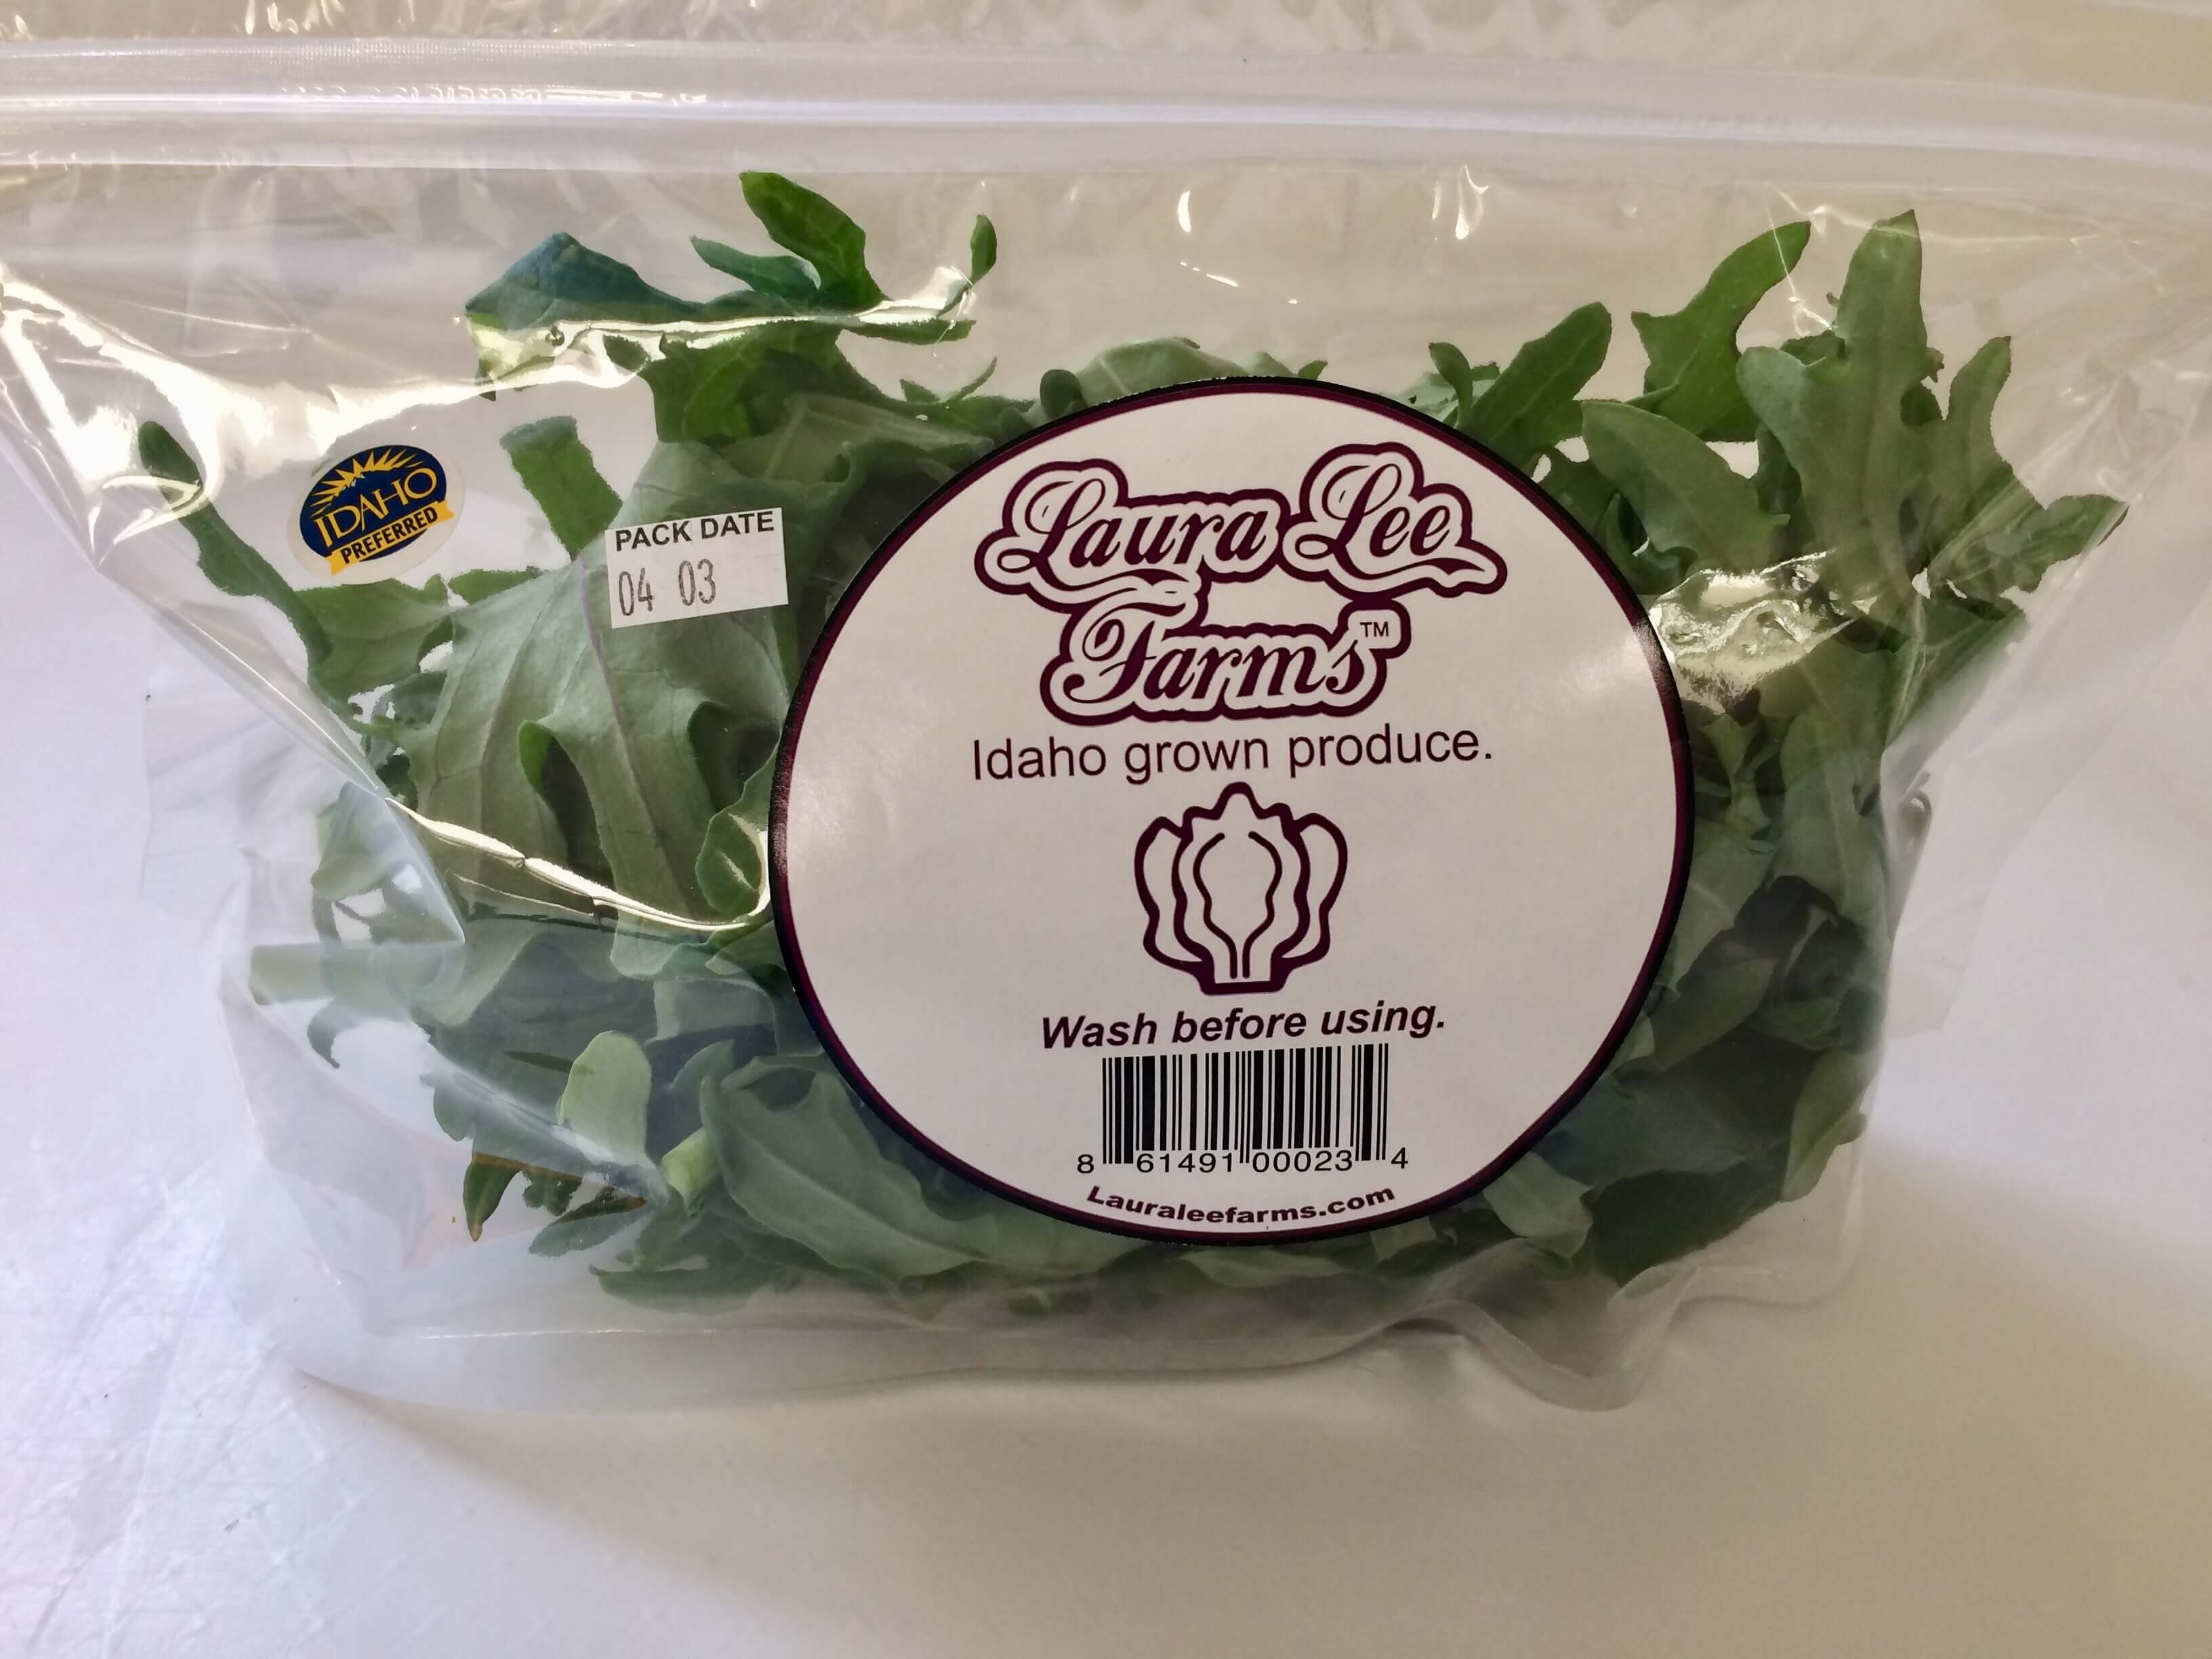 IDAHO
PREFERRED
PACK DATE
04 03
Laura Lee
Farms™
Idaho grown produce.
Wash before using.
8 61491 00023 4
Lauraleefarms.com